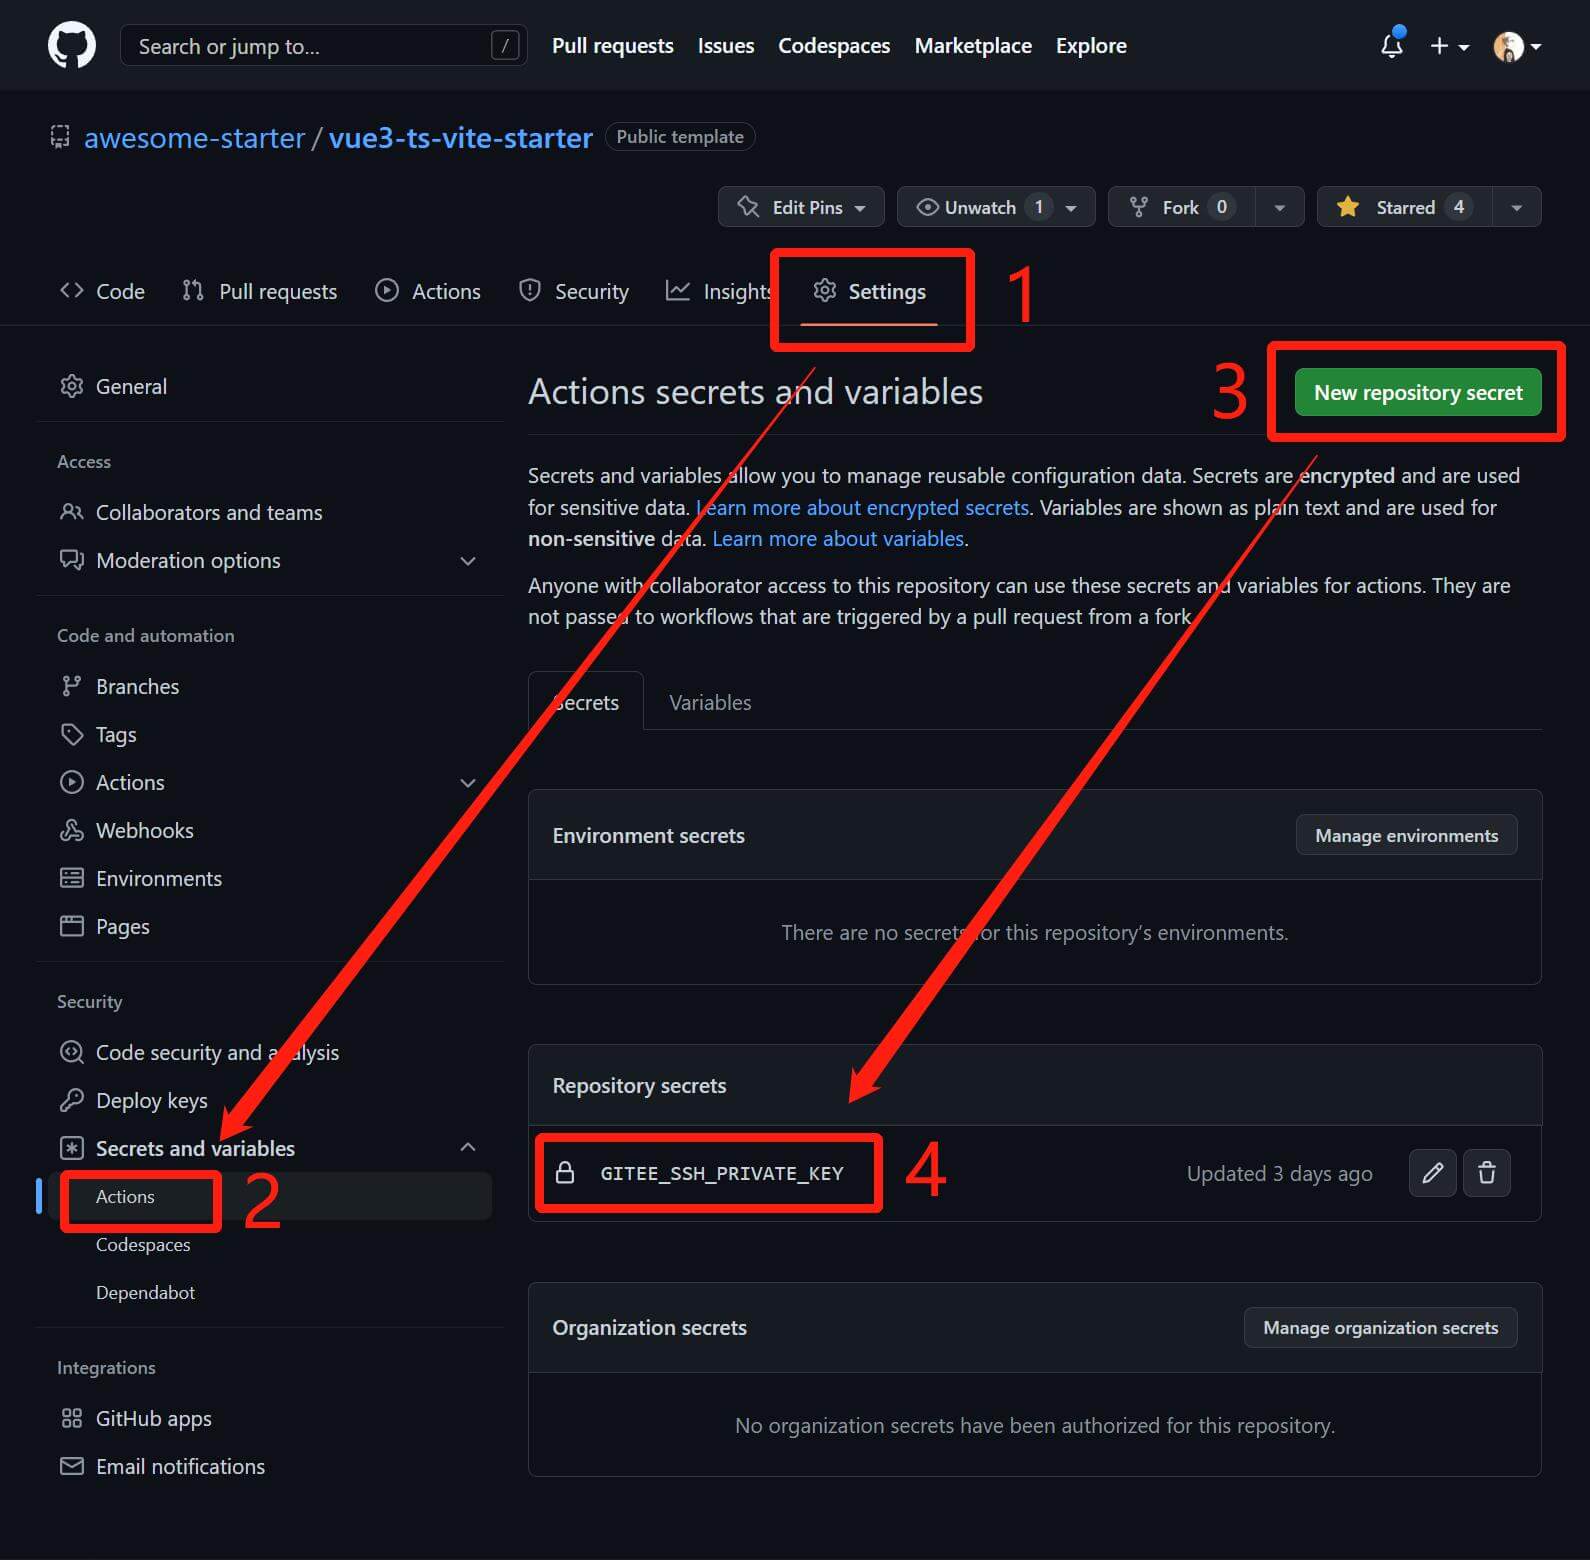 Search or jump to... /
Pull requests Issues Codespaces Marketplace Explore
awesome-starter / vue3-ts-vite-starter Public template
Edit Pins Unwatch 1 Fork 0 Starred 4
Code Pull requests Actions Security Insights Settings 1
General
Access
Collaborators and teams
Moderation options
Code and automation
Branches
Tags
Actions
Webhooks
Environments
Pages
Security
Code security and analysis
Deploy keys
Secrets and variables
Actions 2
Codespaces
Dependabot
Integrations
GitHub apps
Email notifications
Actions secrets and variables 3 New repository secret
Secrets and variables allow you to manage reusable configuration data. Secrets are encrypted and are used
for sensitive data. Learn more about encrypted secrets. Variables are shown as plain text and are used for
non-sensitive data. Learn more about variables.
Anyone with collaborator access to this repository can use these secrets and variables for actions. They are
not passed to workflows that are triggered by a pull request from a fork.
Secrets Variables
Environment secrets Manage environments
There are no secrets for this repository’s environments.
Repository secrets
GITEE_SSH_PRIVATE_KEY 4 Updated 3 days ago
Organization secrets Manage organization secrets
No organization secrets have been authorized for this repository.